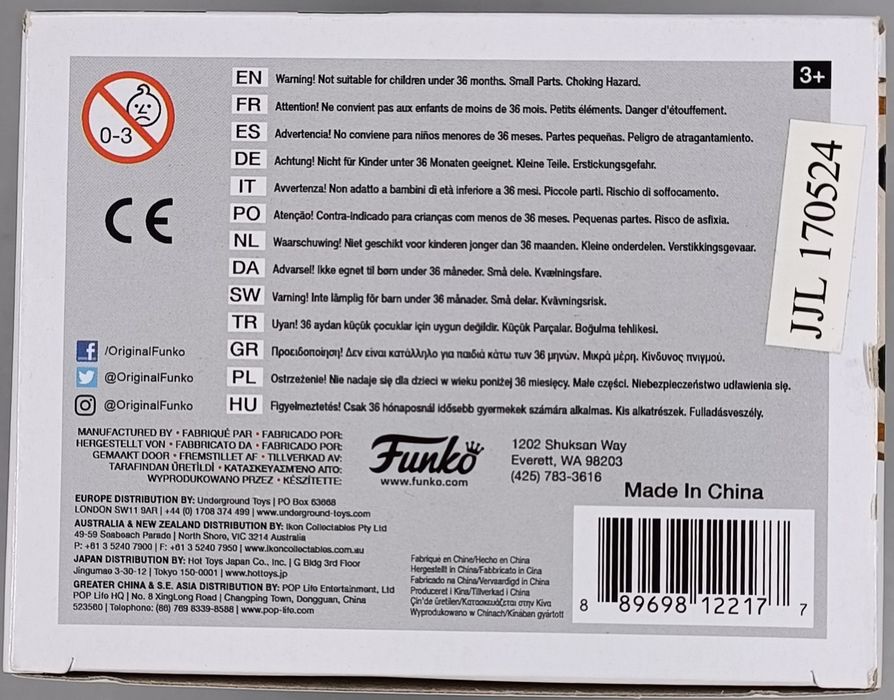 0-3
CE
3+
EN Warning! Not suitable for children under 36 months. Small Parts. Choking Hazard.
FR Attention! Ne convient pas aux enfants de moins de 36 mois. Petits éléments. Danger d'étouffement.
ES Advertencia! No conviene para niños menores de 36 meses. Partes pequeñas. Peligro de atragantamiento.
DE Achtung! Nicht für Kinder unter 36 Monaten geeignet. Kleine Teile. Erstickungsgefahr.
IT Avvertenza! Non adatto a bambini di età inferiore a 36 mesi. Piccole parti. Rischio di soffocamento.
PO Atenção! Contra-indicado para crianças com menos de 36 meses. Pequenas partes. Risco de asfixia.
NL Waarschuwing! Niet geschikt voor kinderen jonger dan 36 maanden. Kleine onderdelen. Verstikkingsgevaar.
DA Advarsel! Ikke egnet til børn under 36 måneder. Små dele. Kvælningsfare.
SW Varning! Inte lämplig för barn under 36 månader. Små delar. Kvävningsrisk.
TR Uyarı! 36 aydan küçük çocuklar için uygun değildir. Küçük Parçalar. Boğulma tehlikesi.
GR Προειδοποίηση! Δεν είναι κατάλληλο για παιδιά κάτω των 36 μηνών. Μικρά μέρη. Κίνδυνος πνιγμού.
PL Ostrzeżenie! Nie nadaje się dla dzieci w wieku poniżej 36 miesięcy. Małe części. Niebezpieczeństwo udławienia się.
HU Figyelmeztetés! Csak 36 hónaposnál idősebb gyermekek számára alkalmas. Kis alkatrészek. Fulladásveszély.
JJL 170524
f /OriginalFunko
@OriginalFunko
@OriginalFunko
MANUFACTURED BY • FABRIQUÉ PAR • FABRICADO POR:
HERGESTELLT VON • FABBRICATO DA • FABRICADO POR:
GEMAAKT DOOR • FREMSTILLET AF • TILLVERKAD AV:
TARAFINDAN ÜRETİLDİ • ΚΑΤΑΣΚΕΥΑΣΜΕΝΟ ΑΠΟ:
WYPRODUKOWANO PRZEZ • KÉSZÍTETTE:
Funko
www.funko.com
1202 Shuksan Way
Everett, WA 98203
(425) 783-3616
Made In China
EUROPE DISTRIBUTION BY: Underground Toys | PO Box 63668
LONDON SW11 9AR | +44 (0) 1708 374 499 | www.underground-toys.com
AUSTRALIA & NEW ZEALAND DISTRIBUTION BY: Ikon Collectables Pty Ltd
49-59 Seabeach Parade | North Shore, VIC 3214 Australia
P: +61 3 5240 7900 | F: +61 3 5240 7950 | www.ikoncollectables.com.au
JAPAN DISTRIBUTION BY: Hot Toys Japan Co., Inc. | G Bldg 3rd Floor
Jingumae 3-30-12 | Tokyo 150-0001 | www.hottoys.jp
GREATER CHINA & S.E. ASIA DISTRIBUTION BY: POP Life Entertainment, Ltd
POP Life HQ | No. 8 XingLong Road | Changping Town, Dongguan, China
523560 | Telephone: (86) 769 8339-8588 | www.pop-life.com
Fabriqué en Chine/Hecho en China
Hergestellt in China/Fabbricato in Cina
Fabricado na China/Vervaardigd in China
Produceret i Kina/Tillverkad i China
Çin'de üretilen/Κατασκευάζεται στην Κίνα
Wyprodukowano w Chinach/Kínában gyártott
8 89698 12217 7